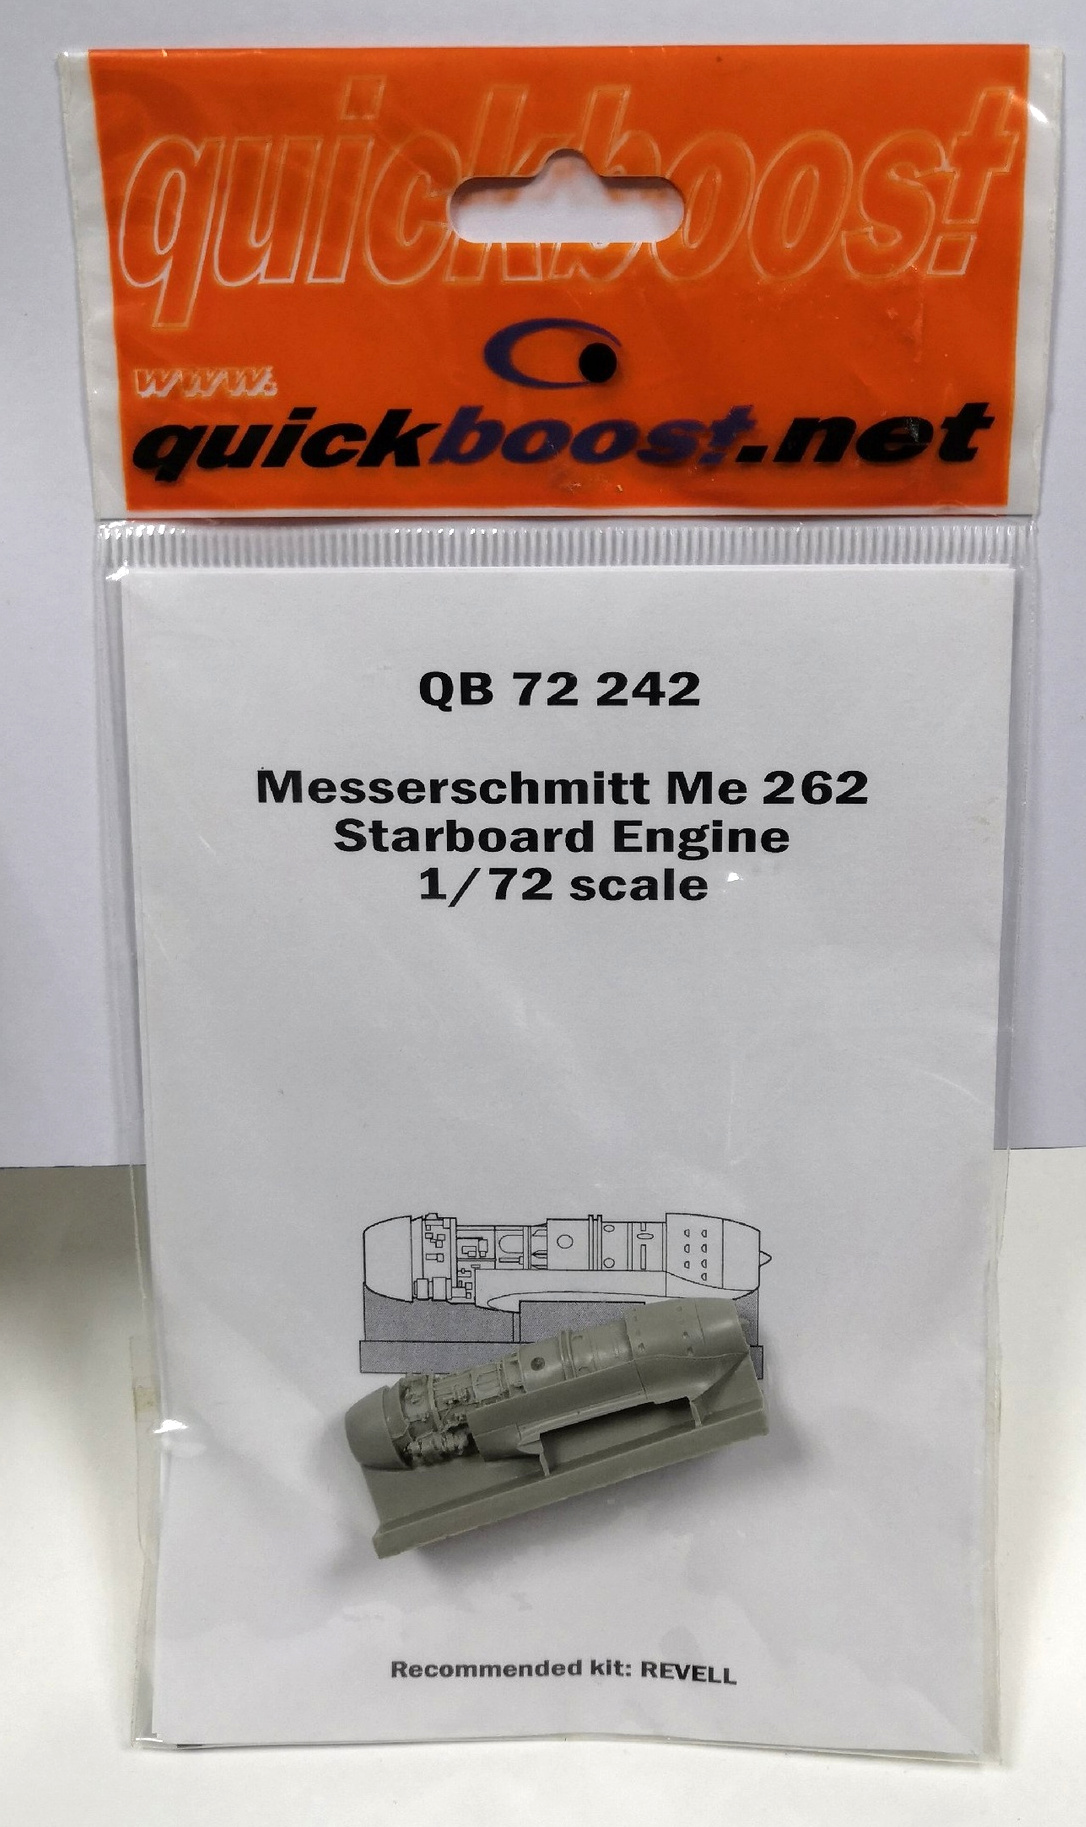 quickboost
www.
quickboost.net
QB 72 242
Messerschmitt Me 262
Starboard Engine
1/72 scale
Recommended kit: REVELL